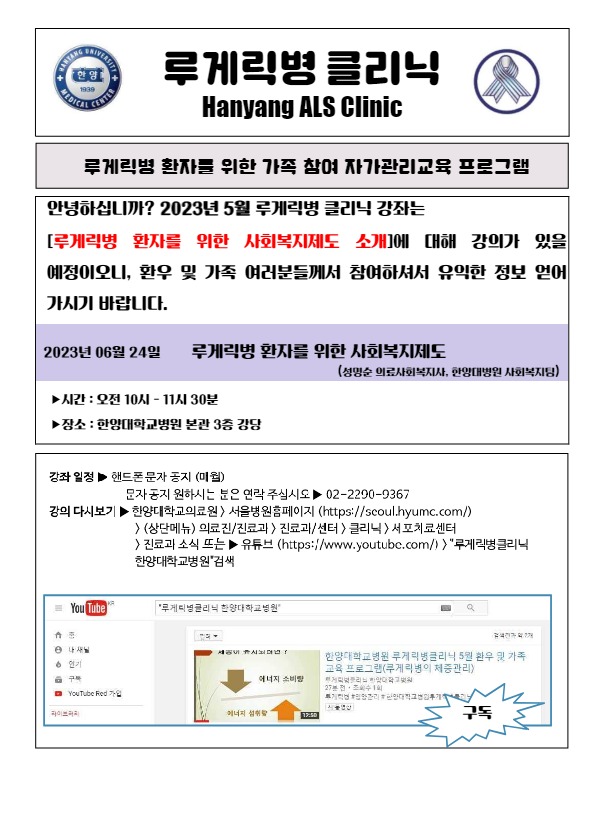 HANYANG UNIVERSITY
한양
1939
MEDICAL CENTER
루게릭병 클리닉
Hanyang ALS Clinic
루게릭병 환자를 위한 가족 참여 자가관리교육 프로그램
안녕하십니까? 2023년 5월 루게릭병 클리닉 강좌는
[루게릭병 환자를 위한 사회복지제도 소개]에 대해 강의가 있을
예정이오니, 환우 및 가족 여러분들께서 참여하셔서 유익한 정보 얻어
가시기 바랍니다.
2023년 06월 24일 루게릭병 환자를 위한 사회복지제도
(성명순 의료사회복지사, 한양대병원 사회복지팀)
▶시간 : 오전 10시 - 11시 30분
▶장소 : 한양대학교병원 본관 3층 강당
강좌 일정 ▶ 핸드폰 문자 공지 (매월)
문자 공지 원하시는 분은 연락 주십시오 ▶ 02-2290-9367
강의 다시보기 ▶ 한양대학교의료원 > 서울병원홈페이지 (https://seoul.hyumc.com/)
> (상단메뉴) 의료진/진료과 > 진료과/센터 > 클리닉 > 세포치료센터
> 진료과 소식 또는 ▶ 유튜브 (https://www.youtube.com/) > "루게릭병클리닉
한양대학교병원"검색
YouTube KR
"루게릭병클리닉 한양대학교병원"
홈
내 채널
인기
구독
YouTube Red 가입
라이브러리
필터
검색결과 약 2개
에너지 소비량
에너지 섭취량
12:58
한양대학교병원 루게릭병클리닉 5월 환우 및 가족
교육 프로그램(루게릭병의 체중관리)
루게릭병클리닉 한양대학교병원
27분 전 · 조회수 1회
새 동영상
구독